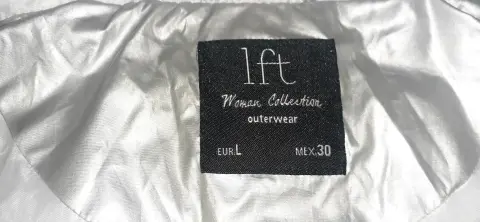 lft
Woman Collection
outerwear
EUR.L MEX.30